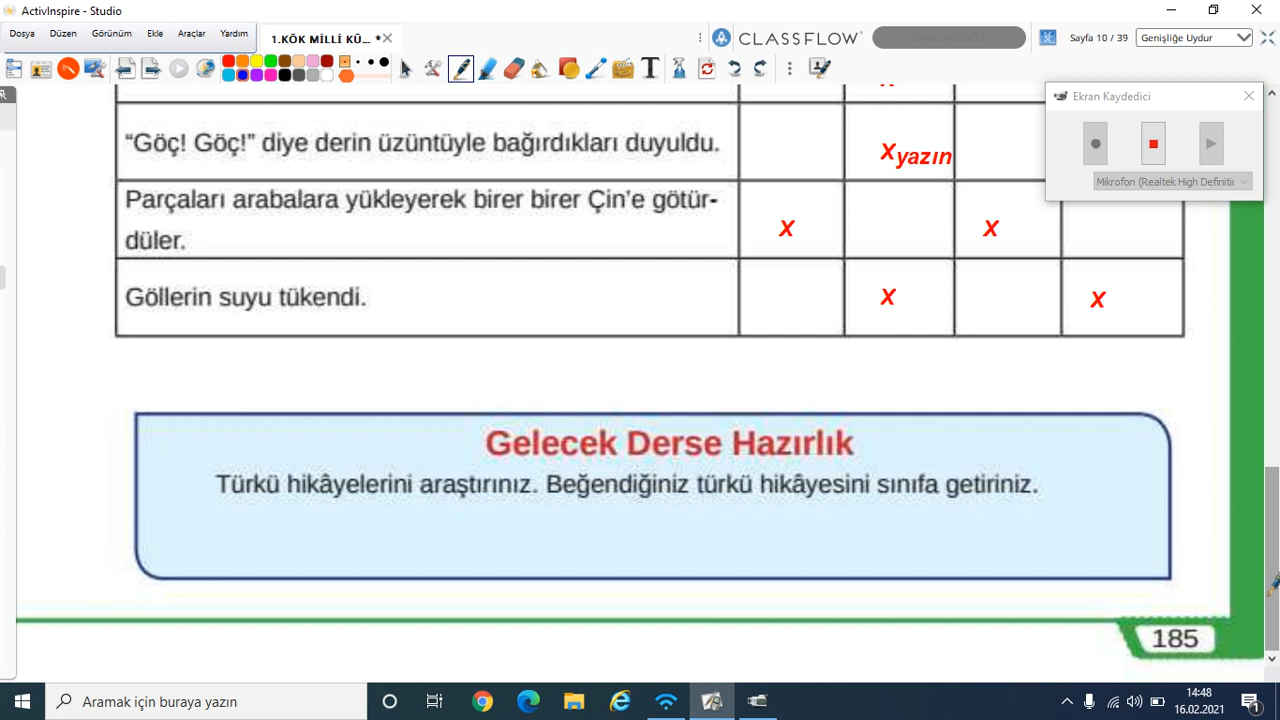 ActivInspire - Studio
Dosya Düzen Görünüm Ekle Araçlar Yardım
1.KÖK MİLLİ KÜ... *
CLASSFLOW
Sayfa 10 / 39
Genişliğe Uydur
Ekran Kaydedici
Mikrofon (Realtek High Definitic
“Göç! Göç!” diye derin üzüntüyle bağırdıkları duyuldu.
x yazın
Parçaları arabalara yükleyerek birer birer Çin’e götür-
düler.
x x
Göllerin suyu tükendi.
x x
Gelecek Derse Hazırlık
Türkü hikâyelerini araştırınız. Beğendiğiniz türkü hikâyesini sınıfa getiriniz.
185
Aramak için buraya yazın
14:48
16.02.2021
1